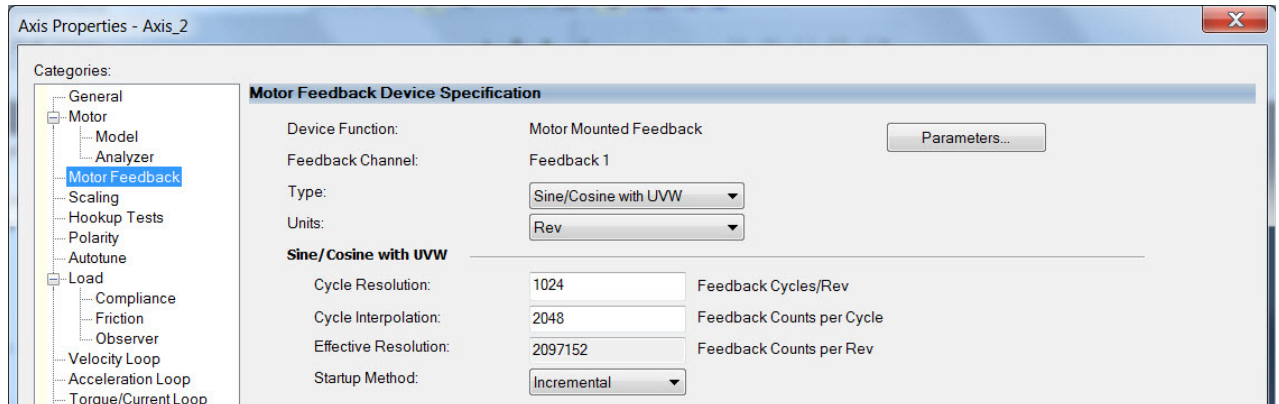 Axis Properties - Axis_2
X
Categories:
General
Motor
Model
Analyzer
Motor Feedback
Scaling
Hookup Tests
Polarity
Autotune
Load
Compliance
Friction
Observer
Velocity Loop
Acceleration Loop
Torque/Current Loop
Motor Feedback Device Specification
Device Function: Motor Mounted Feedback Parameters...
Feedback Channel: Feedback 1
Type: Sine/Cosine with UVW
Units: Rev
Sine/Cosine with UVW
Cycle Resolution: 1024 Feedback Cycles/Rev
Cycle Interpolation: 2048 Feedback Counts per Cycle
Effective Resolution: 2097152 Feedback Counts per Rev
Startup Method: Incremental